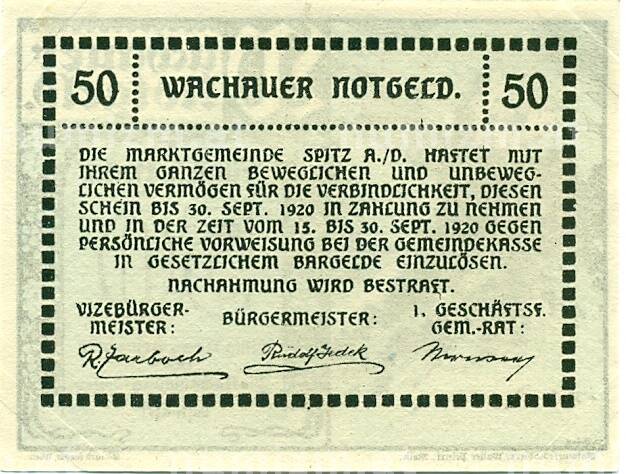 50 WACHAUER NOTGELD. 50
DIE MARKTGEMEINDE SPITZ A./D. HAFTET MIT
IHREM GANZEN BEWEGLICHEN UND UNBEWEG-
LICHEN VERMÖGEN FÜR DIE VERBINDLICHKEIT, DIESEN
SCHEIN BIS 30. SEPT. 1920 IN ZAHLUNG ZU NEHMEN
UND IN DER ZEIT VOM 15. BIS 30. SEPT. 1920 GEGEN
PERSÖNLICHE VORWEISUNG BEI DER GEMEINDEKASSE
IN GESETZLICHEM BARGELDE EINZULÖSEN.
NACHAHMUNG WIRD BESTRAFT.
VIZEBÜRGER-
MEISTER:
BÜRGERMEISTER:
1. GESCHÄFTSF.
GEM.-RAT: